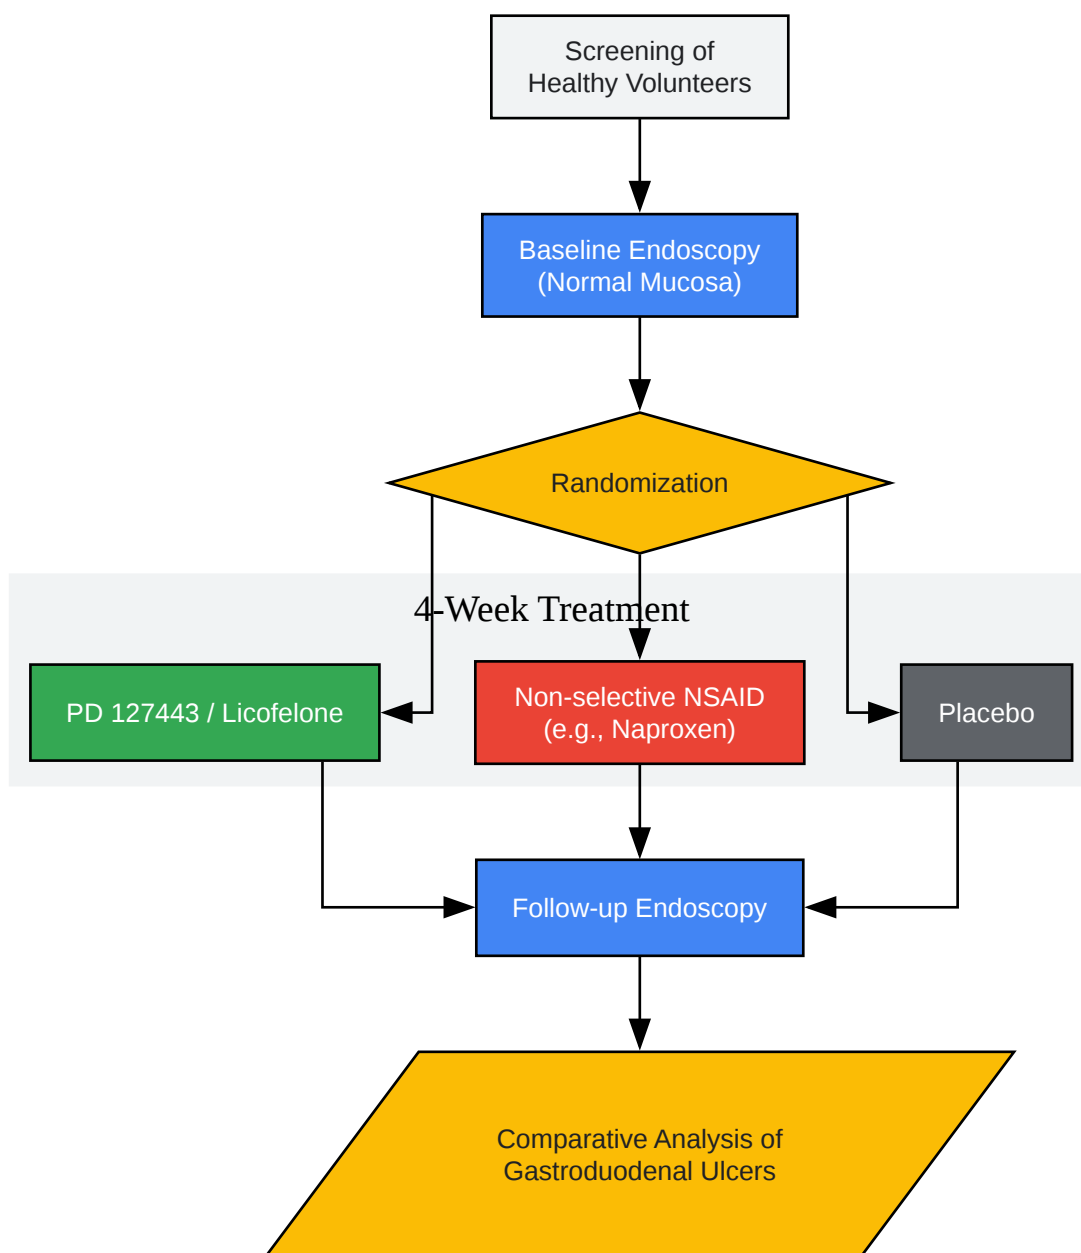 Screening of
Healthy Volunteers
Baseline Endoscopy
(Normal Mucosa)
Randomization
4-Week Treatment
PD 127443 / Licofelone
Non-selective NSAID
(e.g., Naproxen)
Placebo
Follow-up Endoscopy
Comparative Analysis of
Gastroduodenal Ulcers